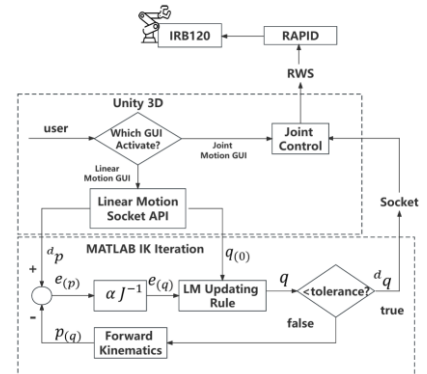 IRB120
RAPID
RWS
Unity 3D
user
Which GUI
Activate?
Joint
Motion GUI
Joint
Control
Linear
Motion GUI
Linear Motion
Socket API
Socket
ᵈp
MATLAB IK Iteration
q₍₀₎
+
e₍p₎
α J⁻¹
e₍q₎
LM Updating
Rule
q
<tolerance?
ᵈq
true
false
-
p₍q₎
Forward
Kinematics